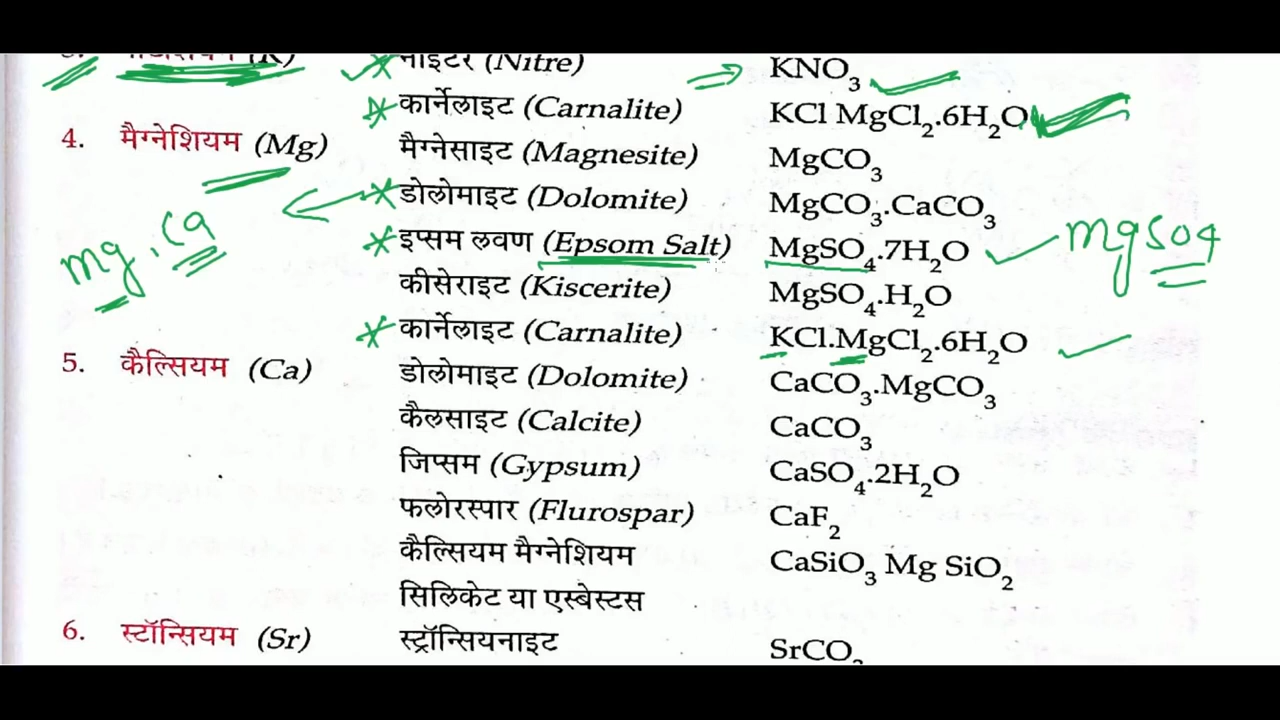 3. पोटेशियम (K) नाइटर (Nitre) KNO₃
कार्नेलाइट (Carnalite) KCl MgCl₂.6H₂O
4. मैग्नेशियम (Mg) मैग्नेसाइट (Magnesite) MgCO₃
डोलोमाइट (Dolomite) MgCO₃.CaCO₃
Mg, Ca इप्सम लवण (Epsom Salt) MgSO₄.7H₂O MgSO4
कीसेराइट (Kiscerite) MgSO₄.H₂O
कार्नेलाइट (Carnalite) KCl.MgCl₂.6H₂O
5. कैल्सियम (Ca) डोलोमाइट (Dolomite) CaCO₃.MgCO₃
कैलसाइट (Calcite) CaCO₃
जिप्सम (Gypsum) CaSO₄.2H₂O
फलोरस्पार (Flurospar) CaF₂
कैल्सियम मैग्नेशियम CaSiO₃ Mg SiO₂
सिलिकेट या एस्बेस्टस
6. स्टॉन्सियम (Sr) स्ट्रॉन्सियनाइट SrCO₃